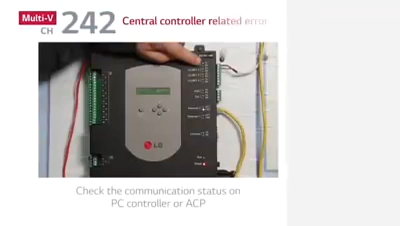 Multi-V
CH 242 Central controller related error
LG
Check the communication status on
PC controller or ACP